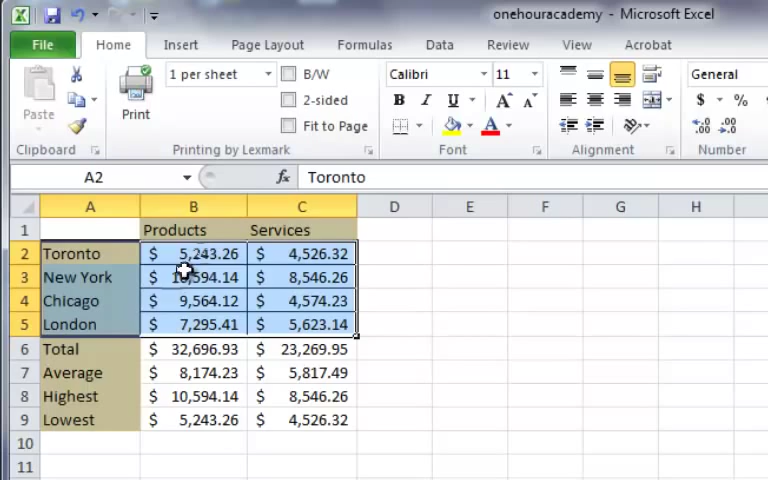 onehouracademy - Microsoft Excel
File Home Insert Page Layout Formulas Data Review View Acrobat
Paste
Clipboard
Print
1 per sheet
B/W
2-sided
Fit to Page
Printing by Lexmark
Calibri 11
B I U A A
A
Font
Alignment
General
$ %
.00 .00
Number
A2 fx Toronto
A B C D E F G H
1 Products Services
2 Toronto $ 5,243.26 $ 4,526.32
3 New York $ 10,594.14 $ 8,546.26
4 Chicago $ 9,564.12 $ 4,574.23
5 London $ 7,295.41 $ 5,623.14
6 Total $ 32,696.93 $ 23,269.95
7 Average $ 8,174.23 $ 5,817.49
8 Highest $ 10,594.14 $ 8,546.26
9 Lowest $ 5,243.26 $ 4,526.32
10
11